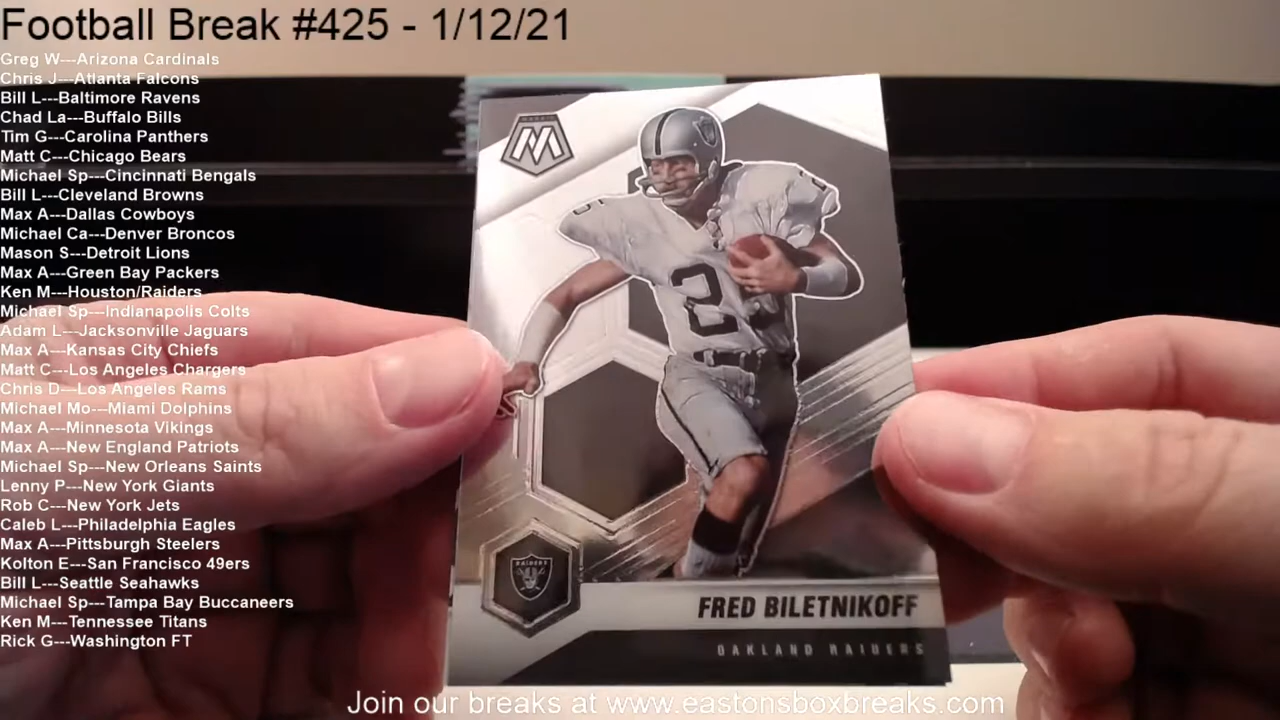 Football Break #425 - 1/12/21
Greg W---Arizona Cardinals
Chris J---Atlanta Falcons
Bill L---Baltimore Ravens
Chad La---Buffalo Bills
Tim G---Carolina Panthers
Matt C---Chicago Bears
Michael Sp---Cincinnati Bengals
Bill L---Cleveland Browns
Max A---Dallas Cowboys
Michael Ca---Denver Broncos
Mason S---Detroit Lions
Max A---Green Bay Packers
Ken M---Houston/Raiders
Michael Sp---Indianapolis Colts
Adam L---Jacksonville Jaguars
Max A---Kansas City Chiefs
Matt C---Los Angeles Chargers
Chris D---Los Angeles Rams
Michael Mo---Miami Dolphins
Max A---Minnesota Vikings
Max A---New England Patriots
Michael Sp---New Orleans Saints
Lenny P---New York Giants
Rob C---New York Jets
Caleb L---Philadelphia Eagles
Max A---Pittsburgh Steelers
Kolton E---San Francisco 49ers
Bill L---Seattle Seahawks
Michael Sp---Tampa Bay Buccaneers
Ken M---Tennessee Titans
Rick G---Washington FT
MOSAIC
M
25
RAIDERS
FRED BILETNIKOFF
OAKLAND RAIDERS
Join our breaks at www.eastonsboxbreaks.com